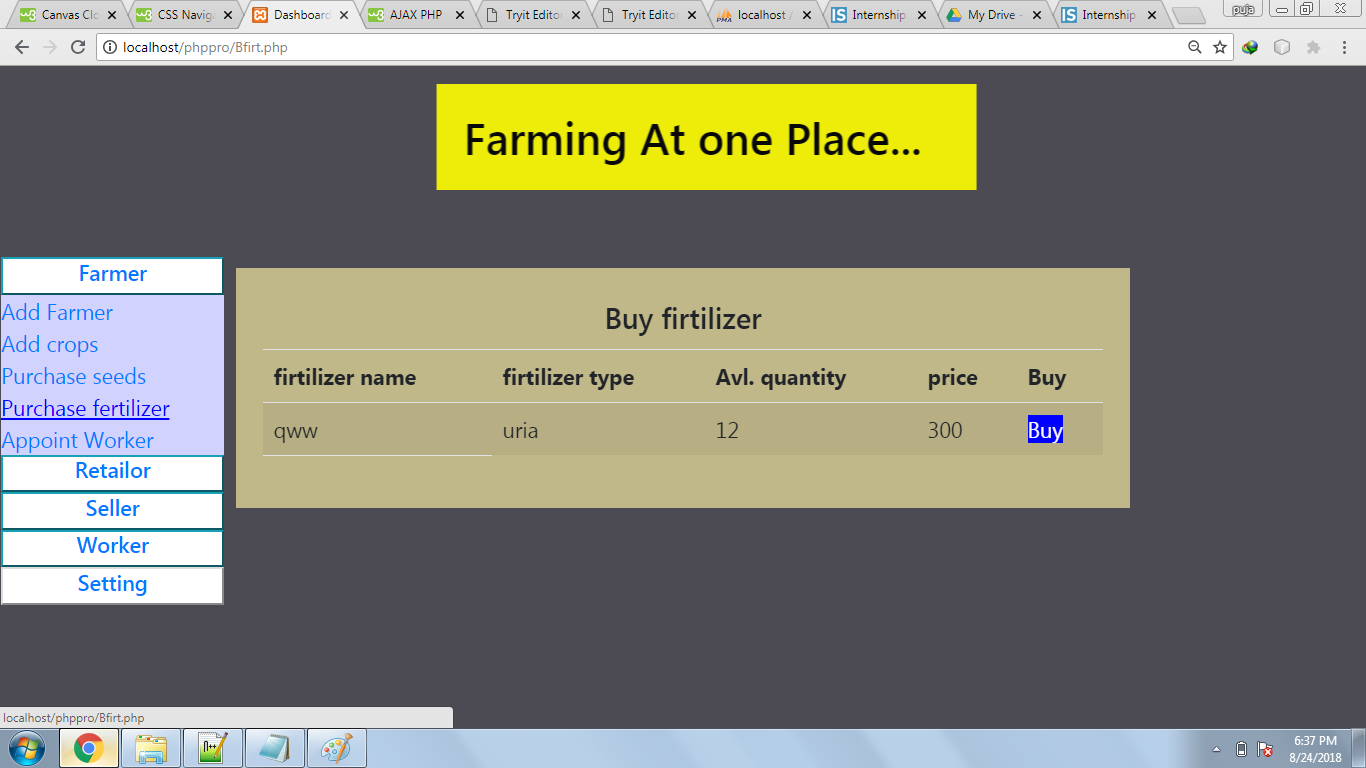 Canvas Clo CSS Naviga Dashboard AJAX PHP Tryit Edito Tryit Edito localhost / Internship My Drive - Internship puja
localhost/phppro/Bfirt.php
Farming At one Place...
Farmer
Add Farmer
Add crops
Purchase seeds
Purchase fertilizer
Appoint Worker
Retailor
Seller
Worker
Setting
Buy firtilizer
firtilizer name firtilizer type Avl. quantity price Buy
qww uria 12 300 Buy
localhost/phppro/Bfirt.php
6:37 PM
8/24/2018